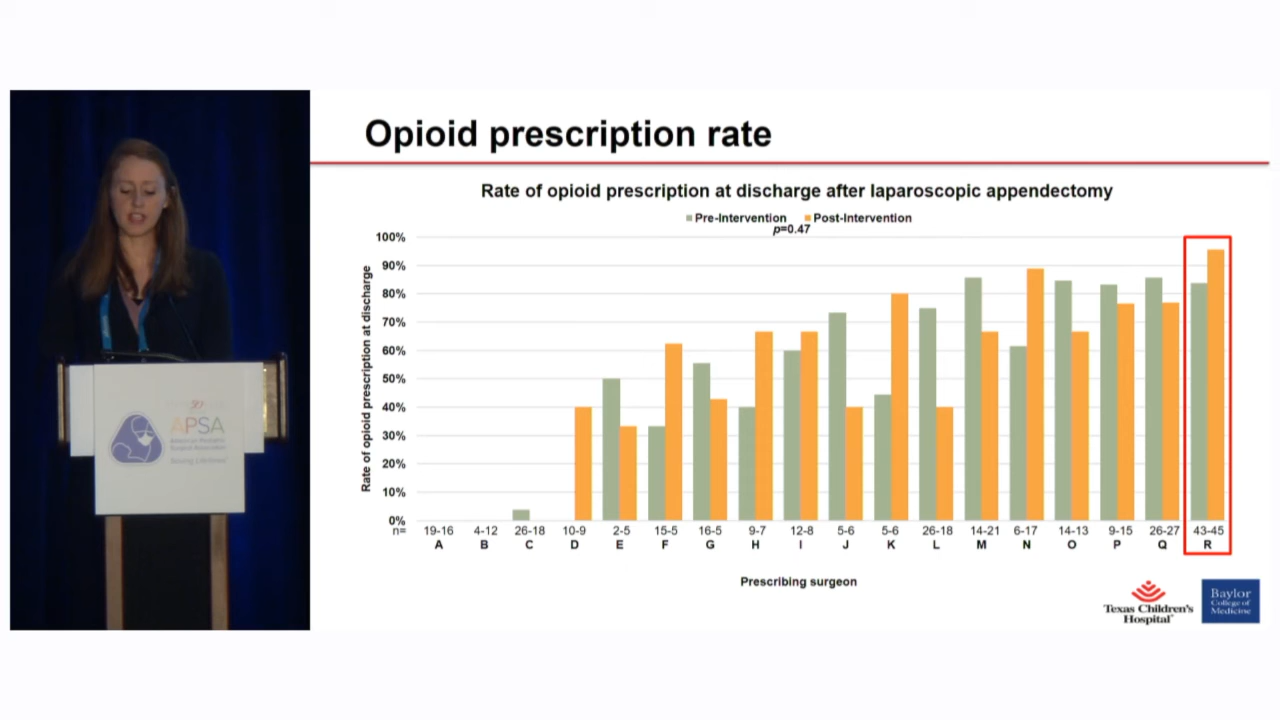 Opioid prescription rate
Rate of opioid prescription at discharge after laparoscopic appendectomy
Pre-Intervention Post-Intervention
p=0.47
Rate of opioid prescription at discharge
100%
90%
80%
70%
60%
50%
40%
30%
20%
10%
0%
n= 19-16 4-12 26-18 10-9 2-5 15-5 16-5 9-7 12-8 5-6 5-6 26-18 14-21 6-17 14-13 9-15 26-27 43-45
A B C D E F G H I J K L M N O P Q R
Prescribing surgeon
APSA
American Pediatric
Surgical Association
Texas Children's
Hospital
Baylor
College of
Medicine